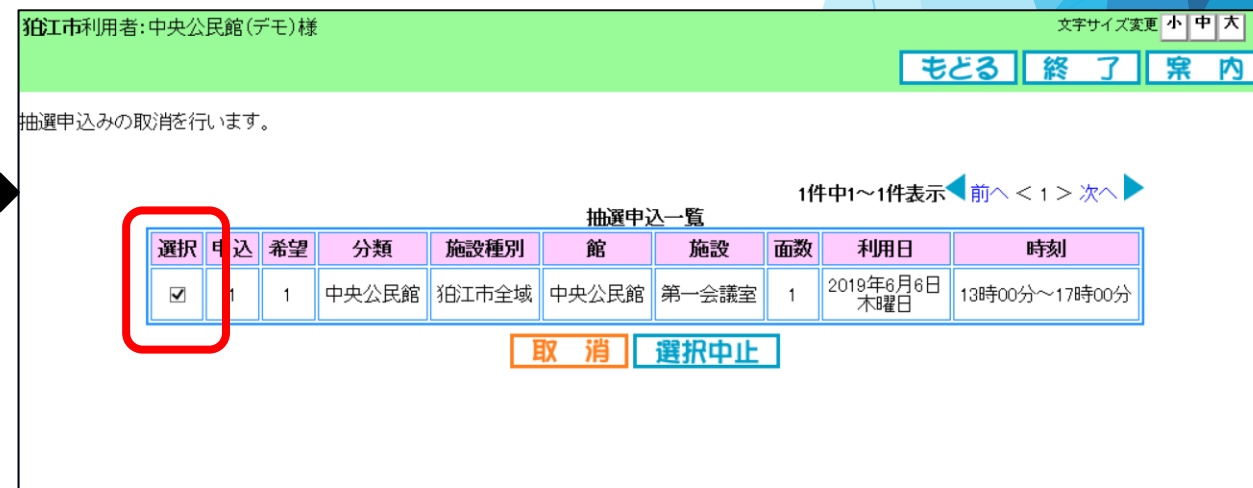 狛江市利用者:中央公民館(デモ)様 文字サイズ変更 小 中 大
もどる 終 了 案 内
抽選申込みの取消を行います。
1件中1～1件表示 前へ < 1 > 次へ
抽選申込一覧
選択 申込 希望 分類 施設種別 館 施設 面数 利用日 時刻
1 1 中央公民館 狛江市全域 中央公民館 第一会議室 1 2019年6月6日 木曜日 13時00分～17時00分
取 消 選択中止